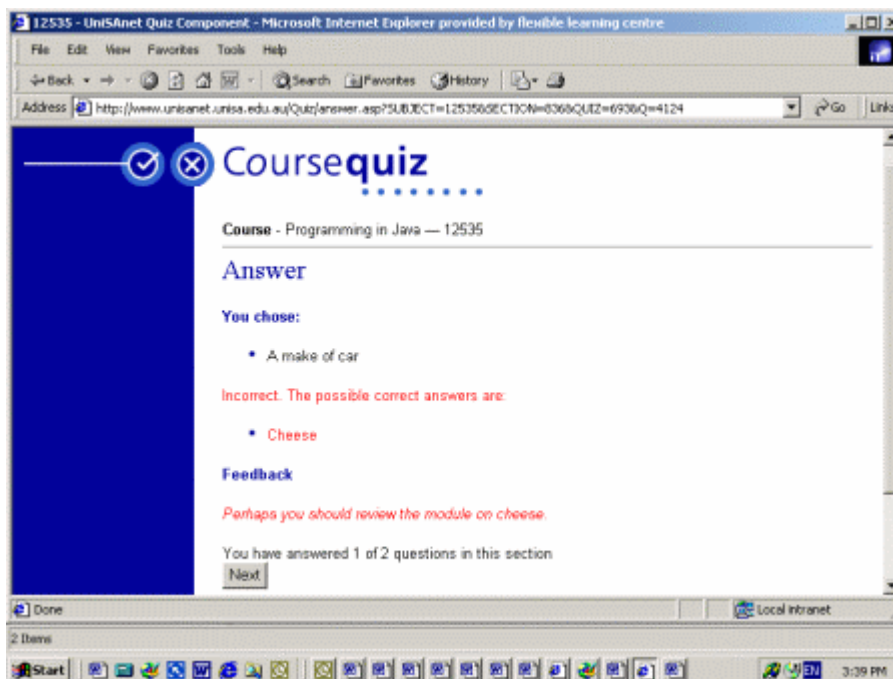 12535 - UniSAnet Quiz Component - Microsoft Internet Explorer provided by flexible learning centre
File Edit View Favorites Tools Help
Back Search Favorites History
Address http://www.unisanet.unisa.edu.au/Quiz/answer.asp?SUBJECT=12535&SECTION=836&QUIZ=693&Q=4124 Go Links
Coursequiz
Course - Programming in Java — 12535
Answer
You chose:
• A make of car
Incorrect. The possible correct answers are:
• Cheese
Feedback
Perhaps you should review the module on cheese.
You have answered 1 of 2 questions in this section
Next
Done Local intranet
2 Items
Start EN 3:39 PM